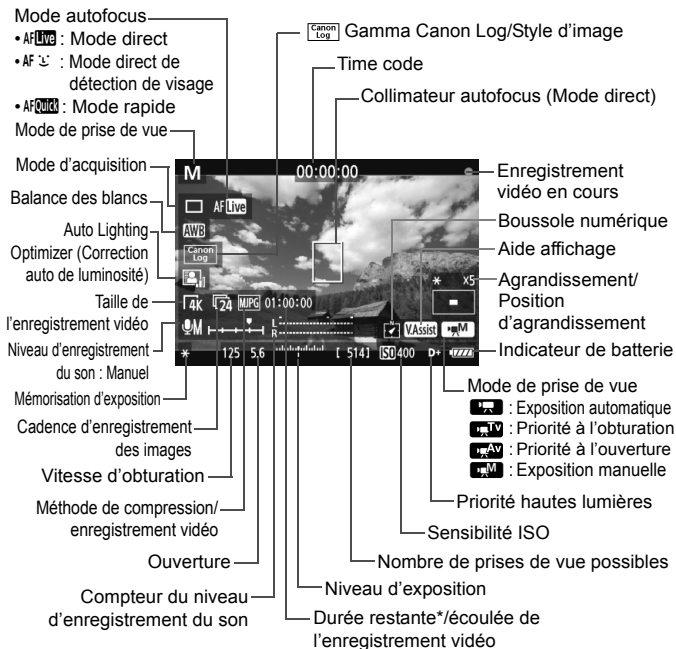 Mode autofocus
• AF Live : Mode direct
• AF : Mode direct de
détection de visage
• AF Quick : Mode rapide
Mode de prise de vue
Mode d'acquisition
Balance des blancs
Auto Lighting
Optimizer (Correction
auto de luminosité)
Taille de
l'enregistrement vidéo
Niveau d'enregistrement
du son : Manuel
Mémorisation d'exposition
Cadence d'enregistrement
des images
Vitesse d'obturation
Méthode de compression/
enregistrement vidéo
Ouverture
Compteur du niveau
d'enregistrement du son
Canon Log Gamma Canon Log/Style d'image
Time code
Collimateur autofocus (Mode direct)
M
00:00:00
AF Live
AWB
Canon
Log
4K 24 MJPG 01:00:00
M
L
R
* 125 5.6 [ 514] ISO 400 D+
* x5
V.Assist
M
Enregistrement
vidéo en cours
Boussole numérique
Aide affichage
Agrandissement/
Position
d'agrandissement
Indicateur de batterie
Mode de prise de vue
: Exposition automatique
Tv : Priorité à l'obturation
Av : Priorité à l'ouverture
M : Exposition manuelle
Priorité hautes lumières
Sensibilité ISO
Nombre de prises de vue possibles
Niveau d'exposition
Durée restante*/écoulée de
l'enregistrement vidéo